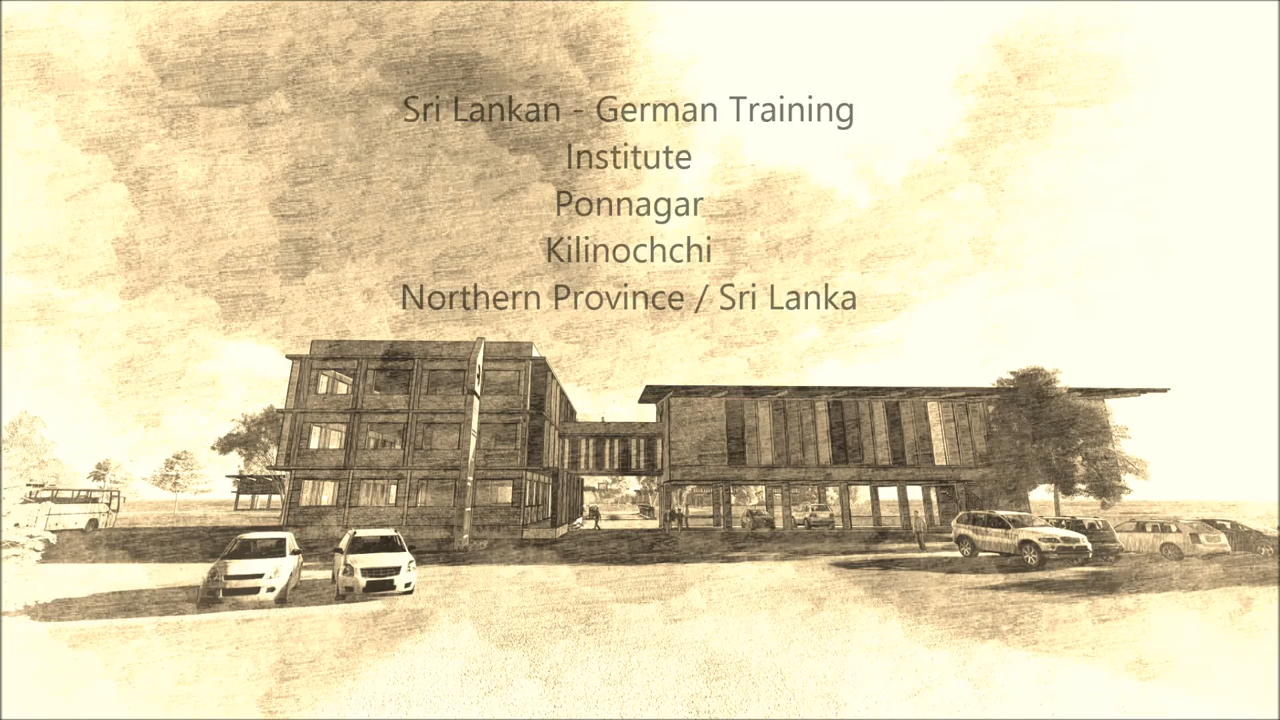 Sri Lankan - German Training
Institute
Ponnagar
Kilinochchi
Northern Province / Sri Lanka